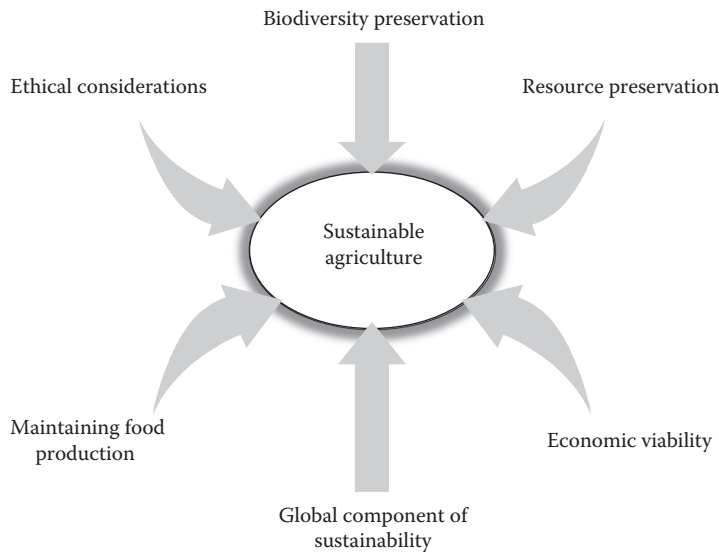 Biodiversity preservation
Ethical considerations
Resource preservation
Sustainable
agriculture
Maintaining food
production
Economic viability
Global component of
sustainability